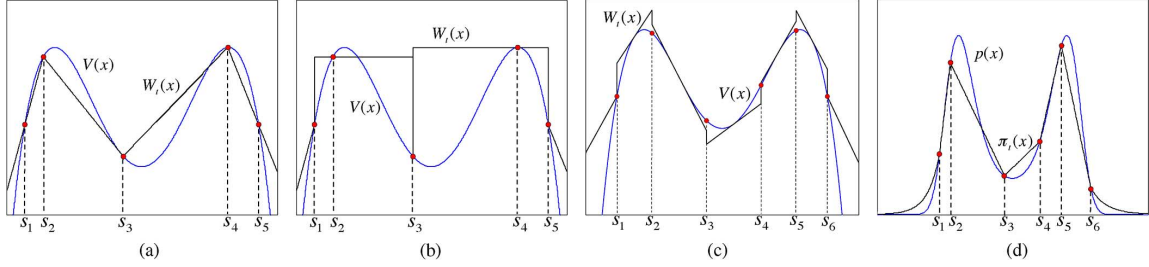 V(x)
W_t(x)
s_1 s_2 s_3 s_4 s_5
(a)
W_t(x)
V(x)
s_1 s_2 s_3 s_4 s_5
(b)
W_t(x)
V(x)
s_1 s_2 s_3 s_4 s_5 s_6
(c)
p(x)
π_t(x)
s_1 s_2 s_3 s_4 s_5 s_6
(d)